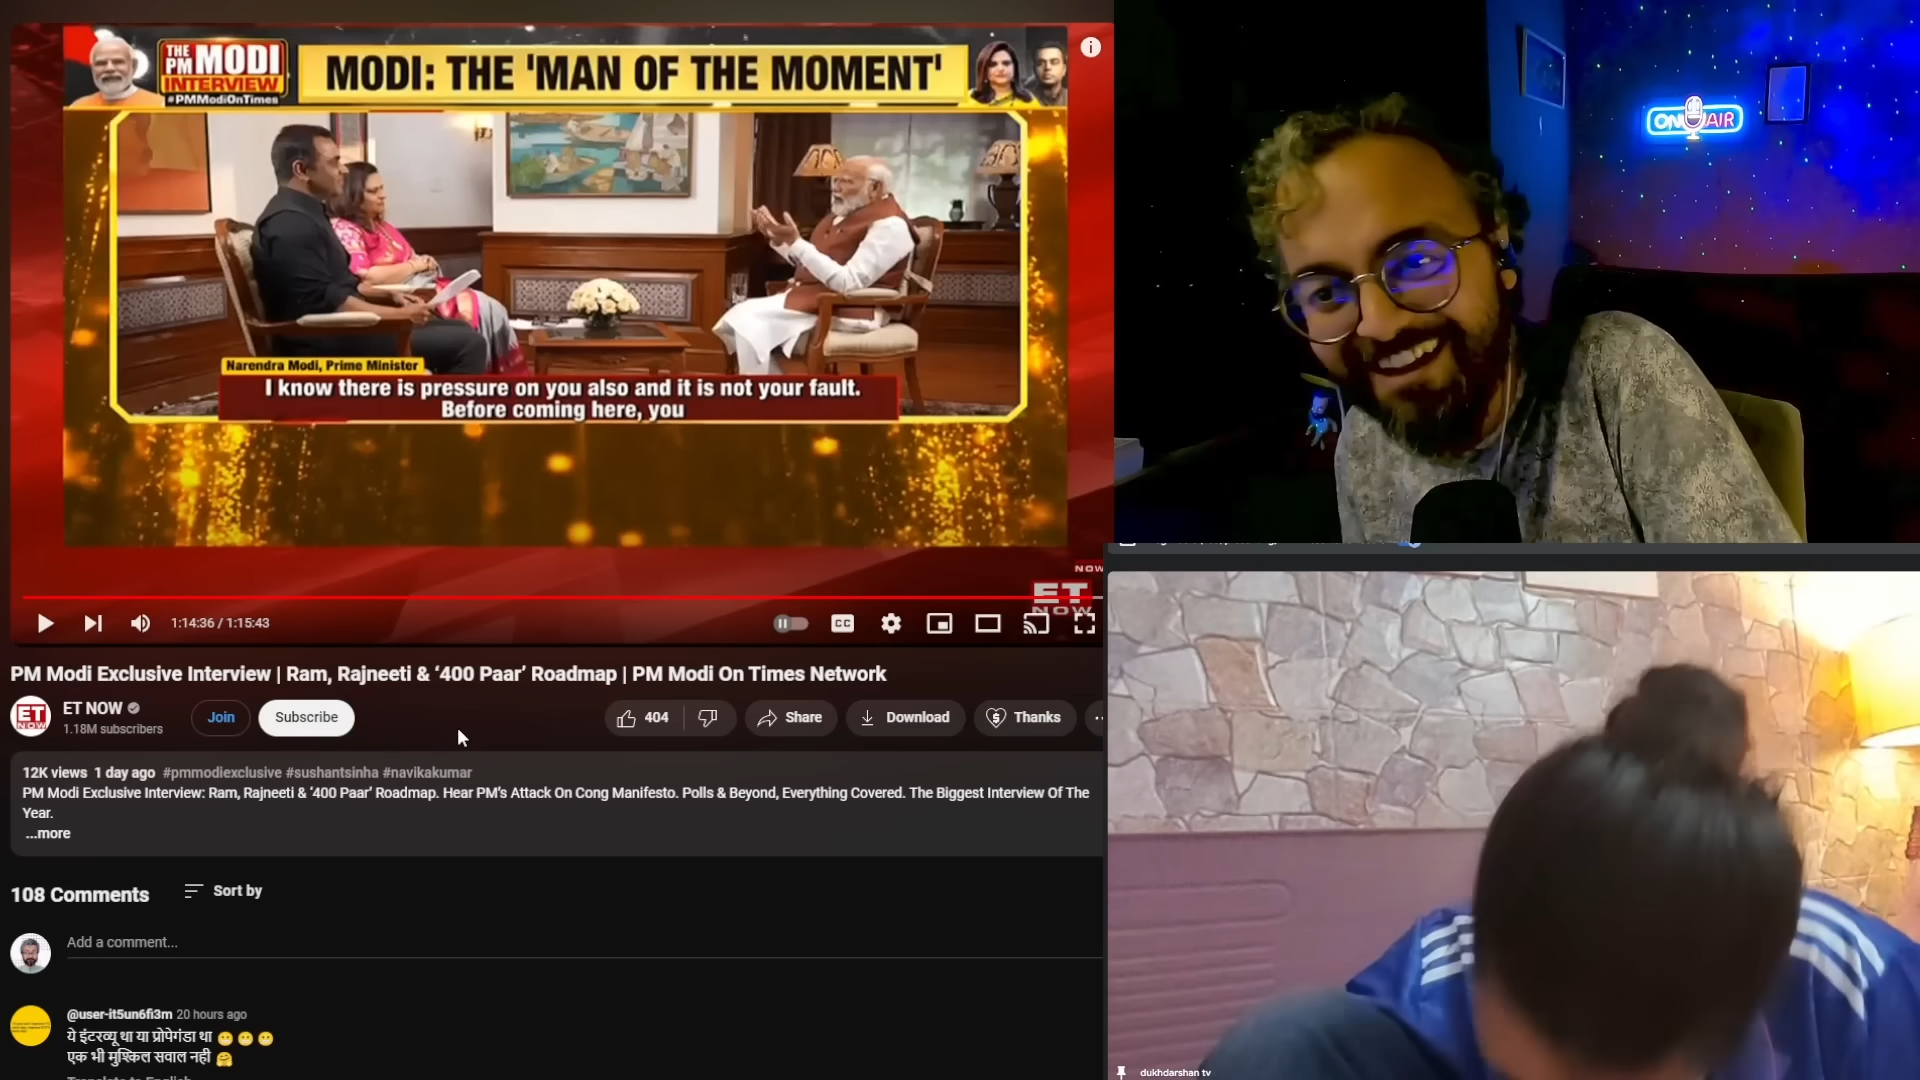 THE
PM MODI
INTERVIEW
#PMModiOnTimes
MODI: THE 'MAN OF THE MOMENT'
Narendra Modi, Prime Minister
I know there is pressure on you also and it is not your fault.
Before coming here, you
NOW
ET
NOW
1:14:36 / 1:15:43
CC
PM Modi Exclusive Interview | Ram, Rajneeti & ‘400 Paar’ Roadmap | PM Modi On Times Network
ET NOW
1.18M subscribers
Join
Subscribe
404
Share
Download
Thanks
12K views 1 day ago #pmmodiexclusive #sushantsinha #navikakumar
PM Modi Exclusive Interview: Ram, Rajneeti & ‘400 Paar’ Roadmap. Hear PM's Attack On Cong Manifesto. Polls & Beyond, Everything Covered. The Biggest Interview Of The
Year.
...more
108 Comments
Sort by
Add a comment...
@user-it5un6fi3m 20 hours ago
ये इंटरव्यू था या प्रोपेगंडा था 😬😬😬
एक भी मुश्किल सवाल नही 🤗
Translate to English
ON AIR
dukhdarshan tv